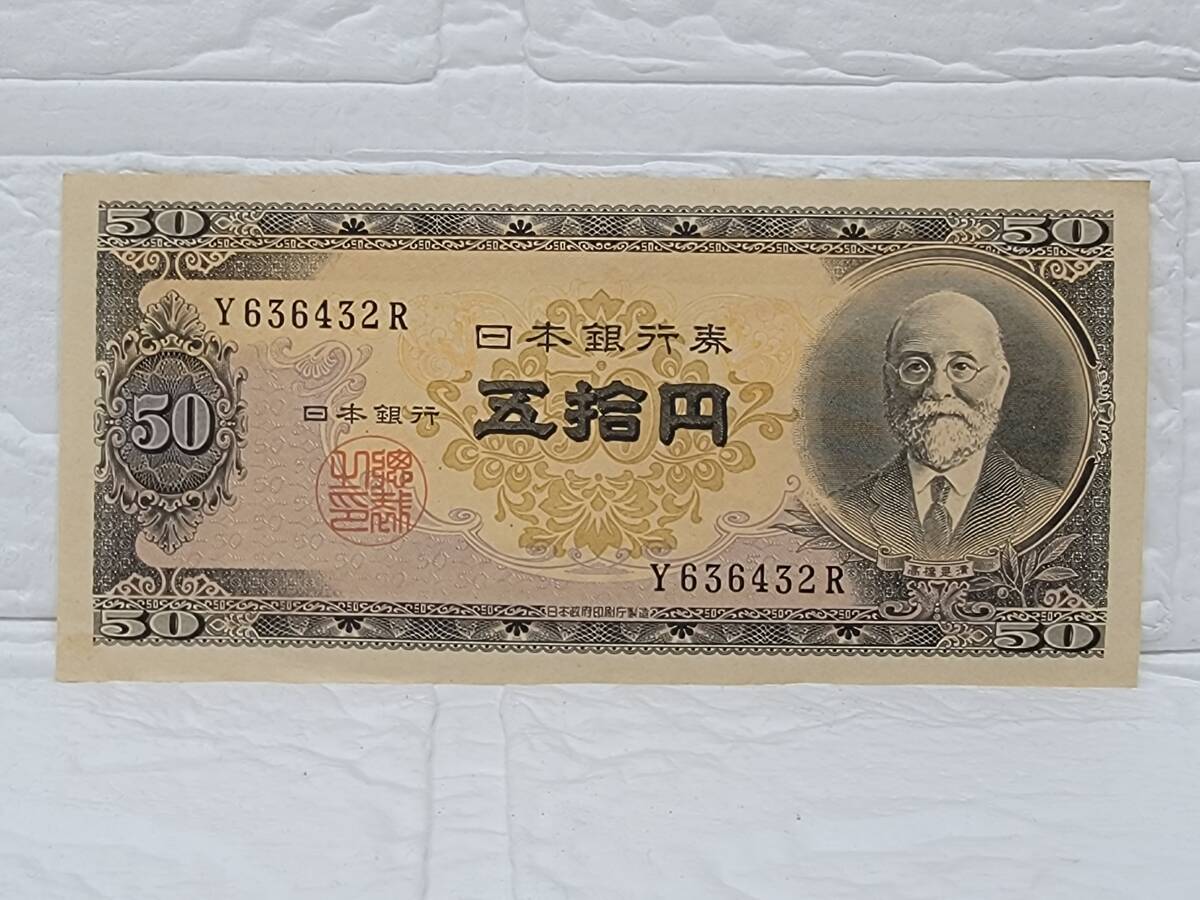 50 50
Y636432R
日本銀行券
50
日本銀行
五拾円
總裁之印
Y636432R
高橋是清
日本政府印刷庁製造
50 50